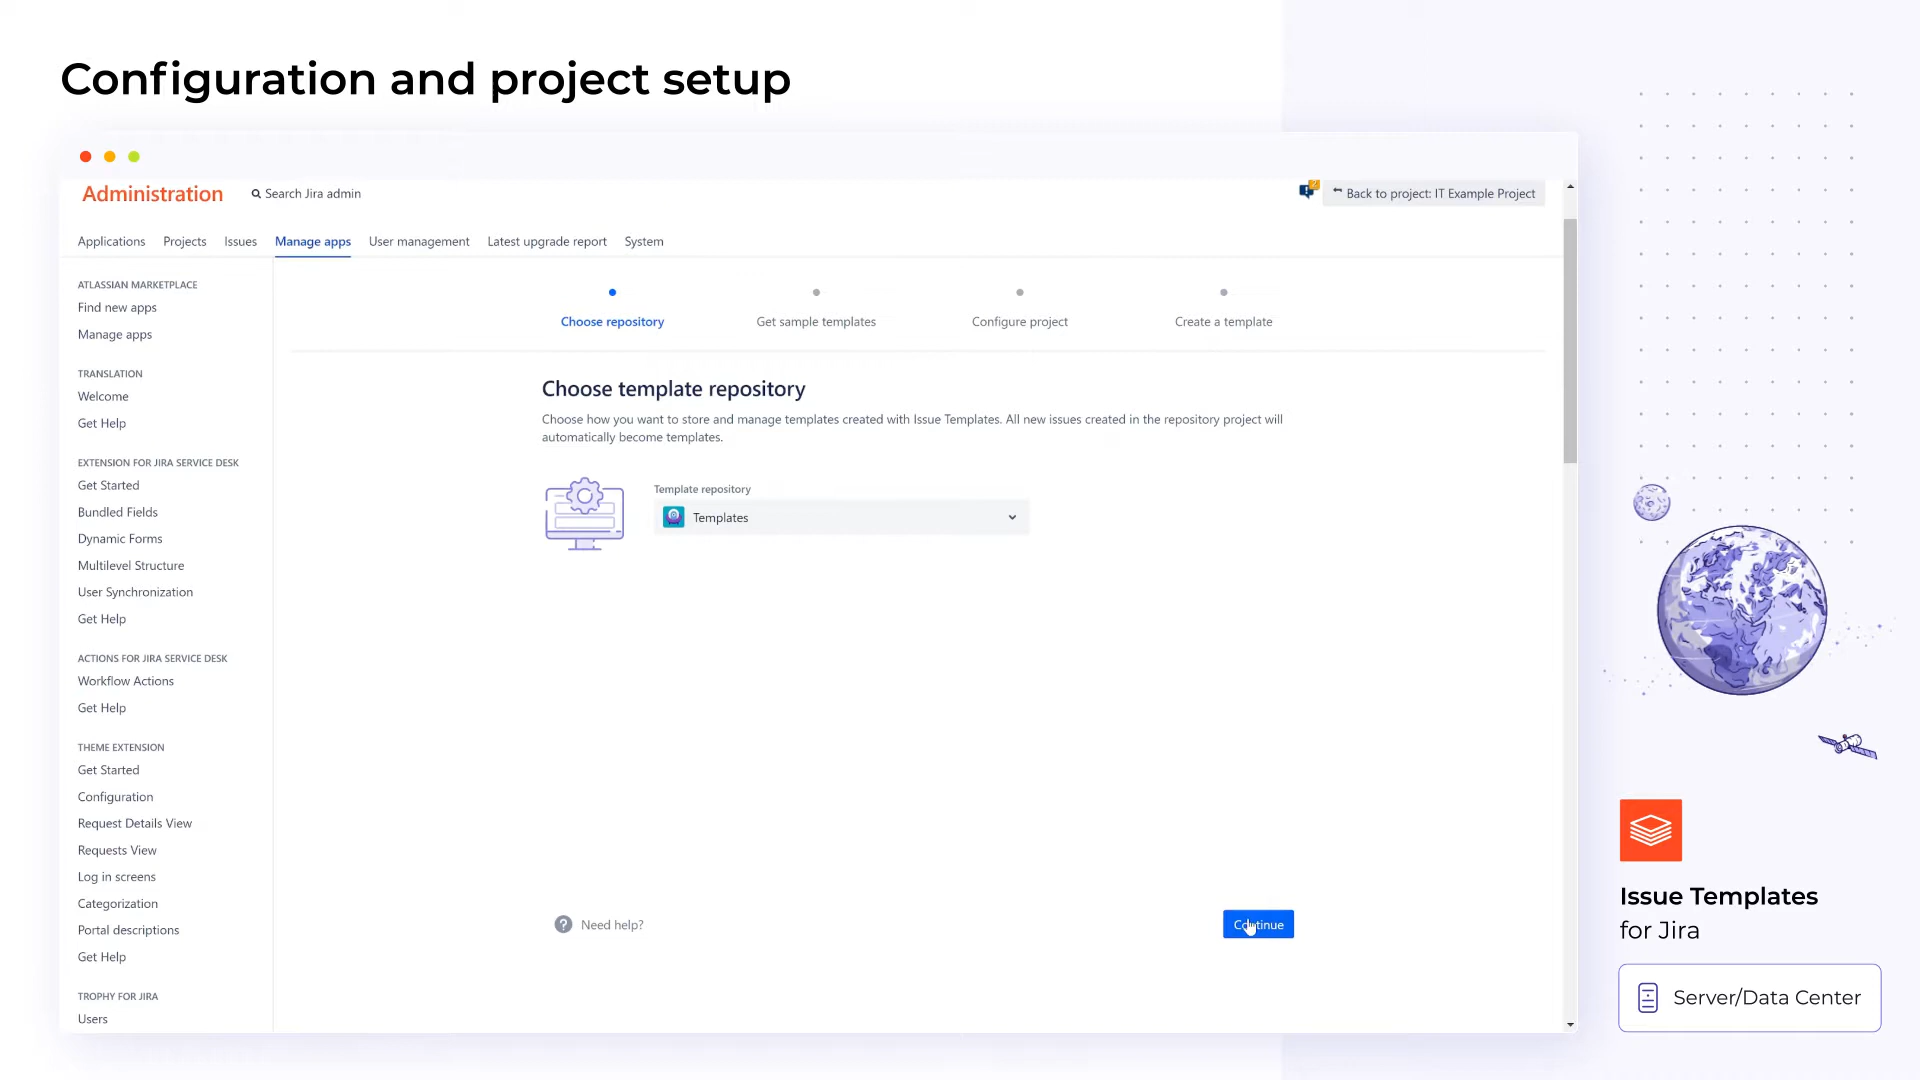 Configuration and project setup
Administration
Search Jira admin
Back to project: IT Example Project
Applications Projects Issues Manage apps User management Latest upgrade report System
ATLASSIAN MARKETPLACE
Find new apps
Manage apps
TRANSLATION
Welcome
Get Help
EXTENSION FOR JIRA SERVICE DESK
Get Started
Bundled Fields
Dynamic Forms
Multilevel Structure
User Synchronization
Get Help
ACTIONS FOR JIRA SERVICE DESK
Workflow Actions
Get Help
THEME EXTENSION
Get Started
Configuration
Request Details View
Requests View
Log in screens
Categorization
Portal descriptions
Get Help
TROPHY FOR JIRA
Users
Choose repository Get sample templates Configure project Create a template
Choose template repository
Choose how you want to store and manage templates created with Issue Templates. All new issues created in the repository project will
automatically become templates.
Template repository
Templates
? Need help?
Continue
Issue Templates
for Jira
Server/Data Center